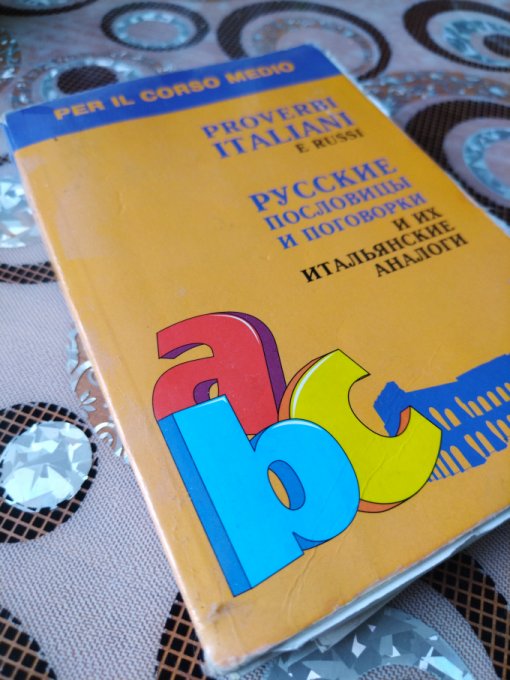 PER IL CORSO MEDIO
PROVERBI
ITALIANI
E RUSSI
РУССКИЕ
ПОСЛОВИЦЫ
И ПОГОВОРКИ
И ИХ
ИТАЛЬЯНСКИЕ
АНАЛОГИ
abc